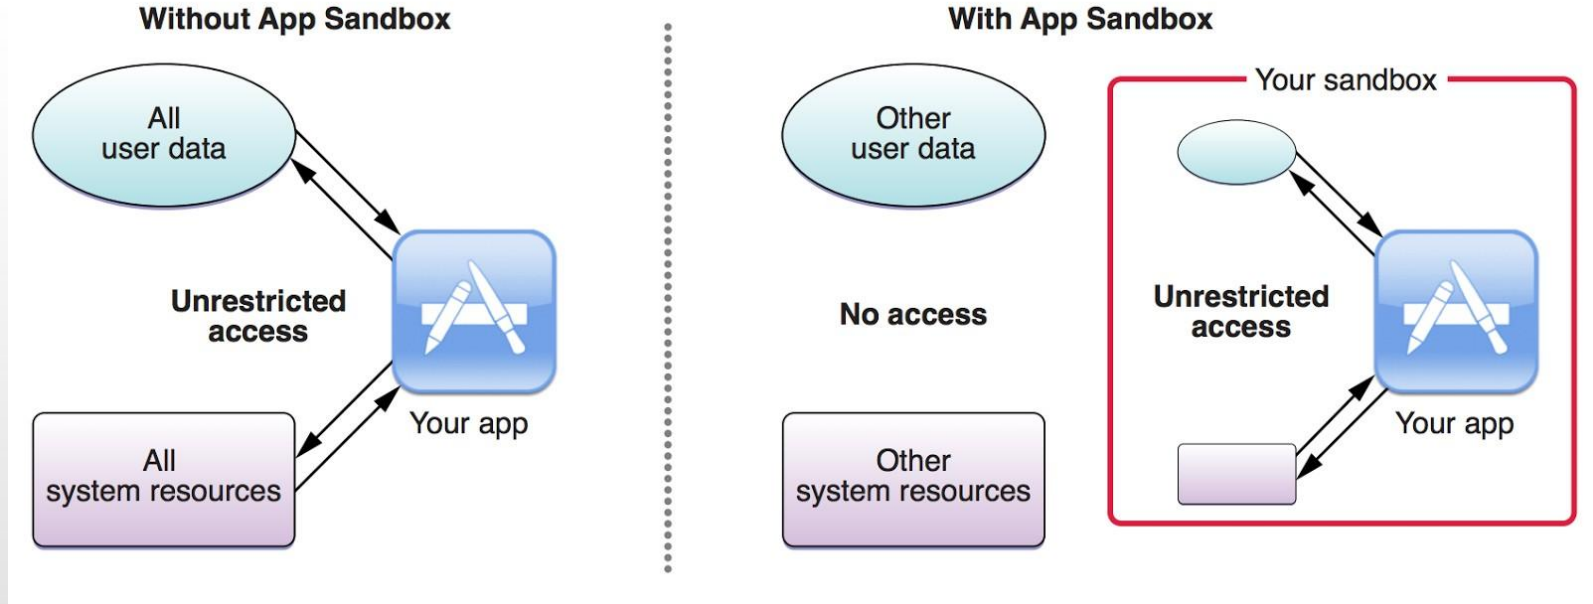 Without App Sandbox
All
user data
Unrestricted
access
Your app
All
system resources
With App Sandbox
Other
user data
No access
Other
system resources
Your sandbox
Unrestricted
access
Your app